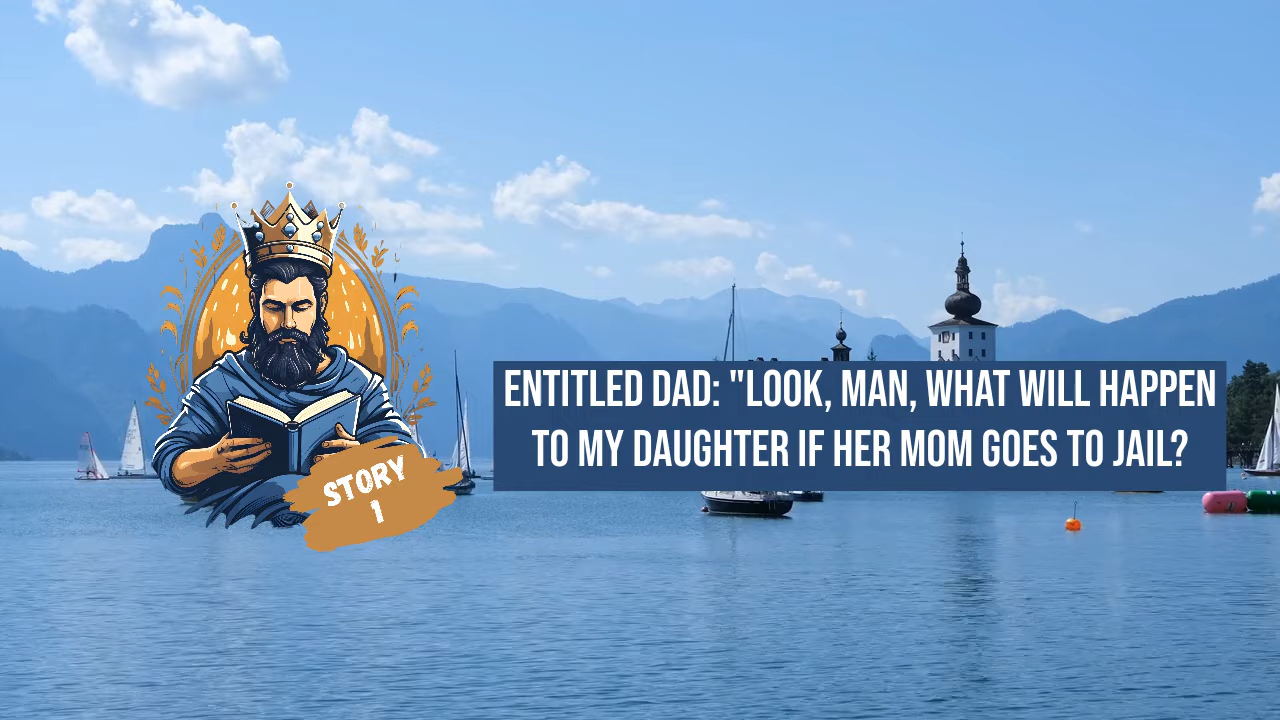 ENTITLED DAD: "LOOK, MAN, WHAT WILL HAPPEN
TO MY DAUGHTER IF HER MOM GOES TO JAIL?
STORY
1